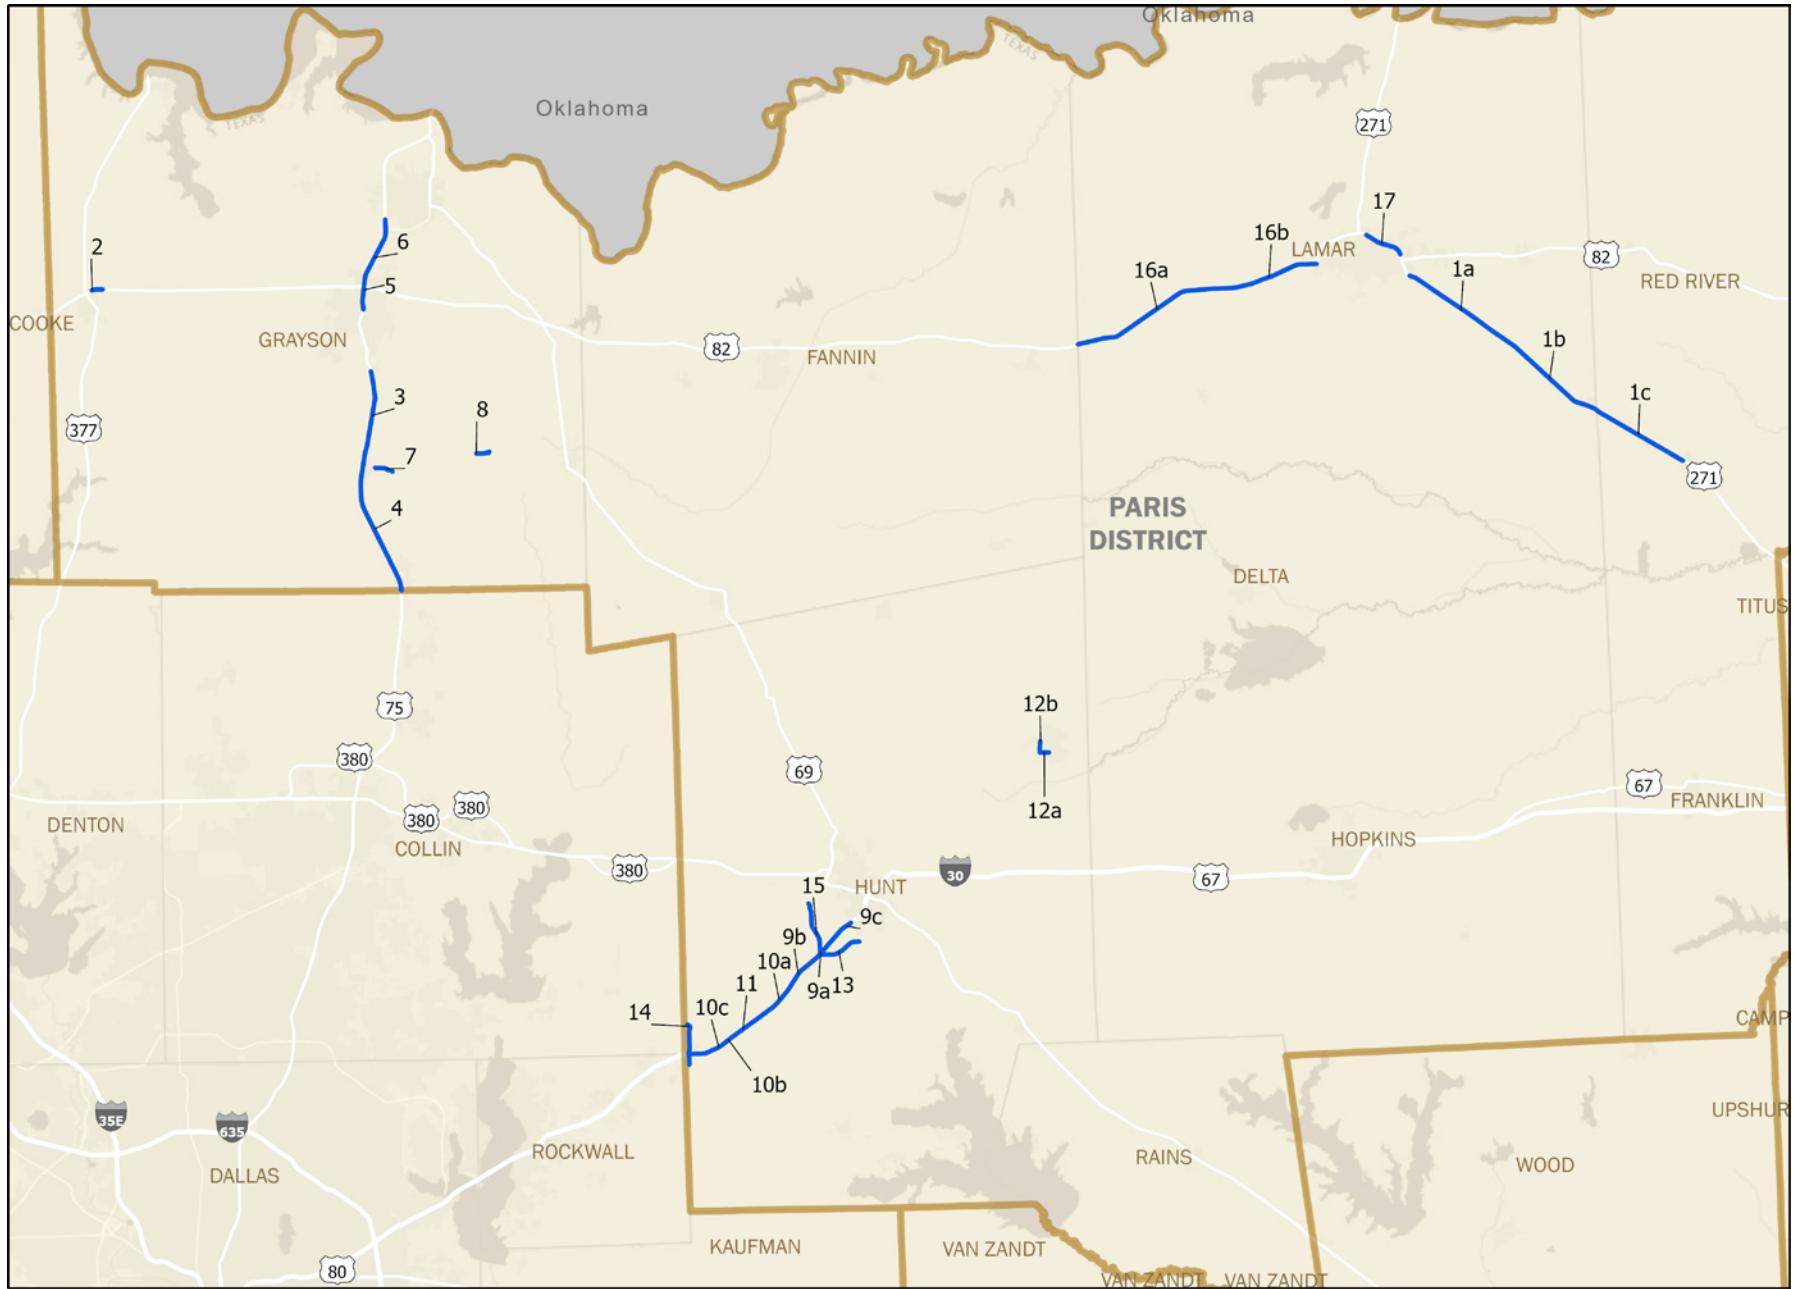 Oklahoma
Oklahoma
TEXAS
TEXAS
271
17
2
6
16b
LAMAR
82
1a
16a
RED RIVER
5
COOKE
GRAYSON
82
FANNIN
1b
3
8
1c
377
7
271
4
PARIS
DISTRICT
DELTA
TITUS
75
12b
380
69
67
380
380
12a
FRANKLIN
DENTON
COLLIN
HOPKINS
380
30
67
15
HUNT
9c
9b
10a
11
9a
13
10c
14
CAMP
10b
35E
635
UPSHUR
ROCKWALL
RAINS
WOOD
DALLAS
KAUFMAN
VAN ZANDT
80
VAN ZANDT
VAN ZANDT